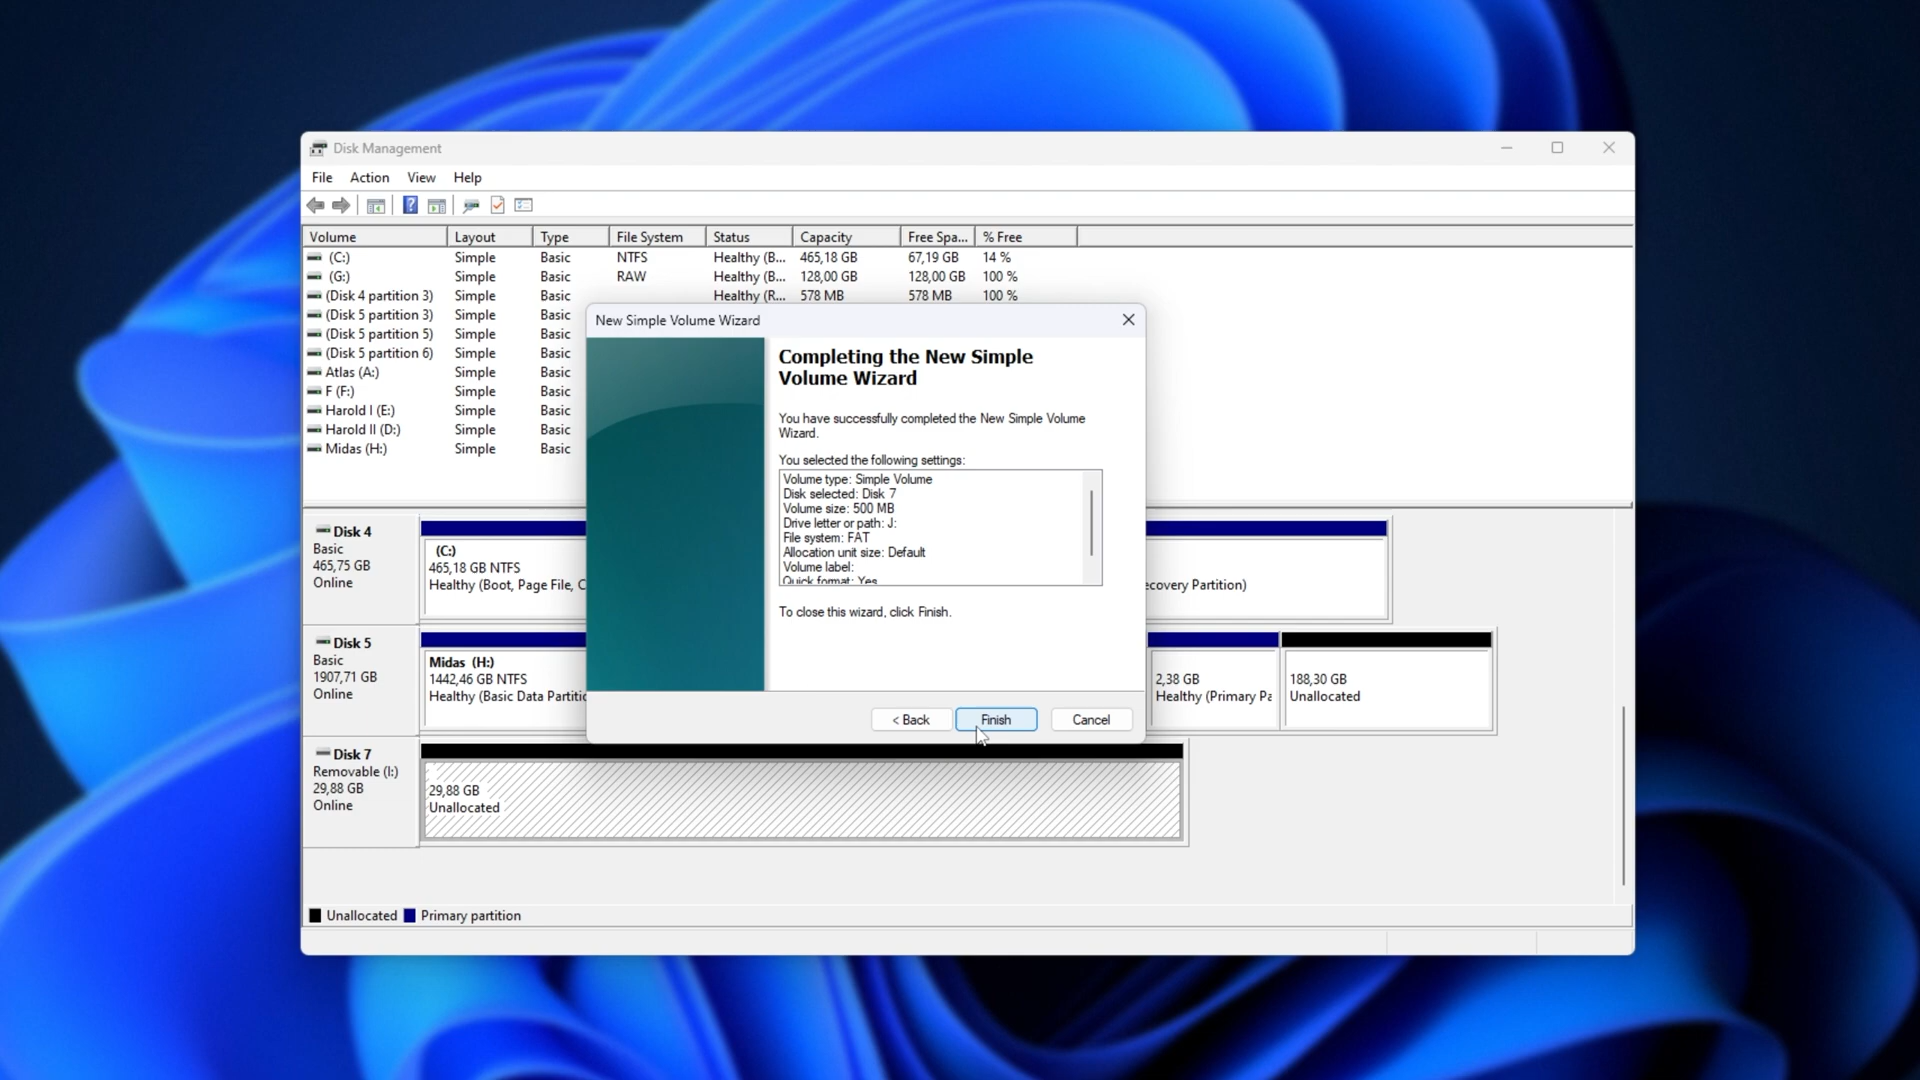 Disk Management
File Action View Help
Volume Layout Type File System Status Capacity Free Spa... % Free
(C:) Simple Basic NTFS Healthy (B... 465,18 GB 67,19 GB 14 %
(G:) Simple Basic RAW Healthy (B... 128,00 GB 128,00 GB 100 %
(Disk 4 partition 3) Simple Basic Healthy (R... 578 MB 578 MB 100 %
(Disk 5 partition 3) Simple Basic
(Disk 5 partition 5) Simple Basic
(Disk 5 partition 6) Simple Basic
Atlas (A:) Simple Basic
F (F:) Simple Basic
Harold I (E:) Simple Basic
Harold II (D:) Simple Basic
Midas (H:) Simple Basic
New Simple Volume Wizard
Completing the New Simple
Volume Wizard
You have successfully completed the New Simple Volume
Wizard.
You selected the following settings:
Volume type: Simple Volume
Disk selected: Disk 7
Volume size: 500 MB
Drive letter or path: J:
File system: FAT
Allocation unit size: Default
Volume label:
Quick format: Yes
To close this wizard, click Finish.
< Back Finish Cancel
Disk 4
Basic
465,75 GB
Online
(C:)
465,18 GB NTFS
Healthy (Boot, Page File, C
ecovery Partition)
Disk 5
Basic
1907,71 GB
Online
Midas (H:)
1442,46 GB NTFS
Healthy (Basic Data Partitic
2,38 GB
Healthy (Primary Pa
188,30 GB
Unallocated
Disk 7
Removable (I:)
29,88 GB
Online
29,88 GB
Unallocated
Unallocated Primary partition